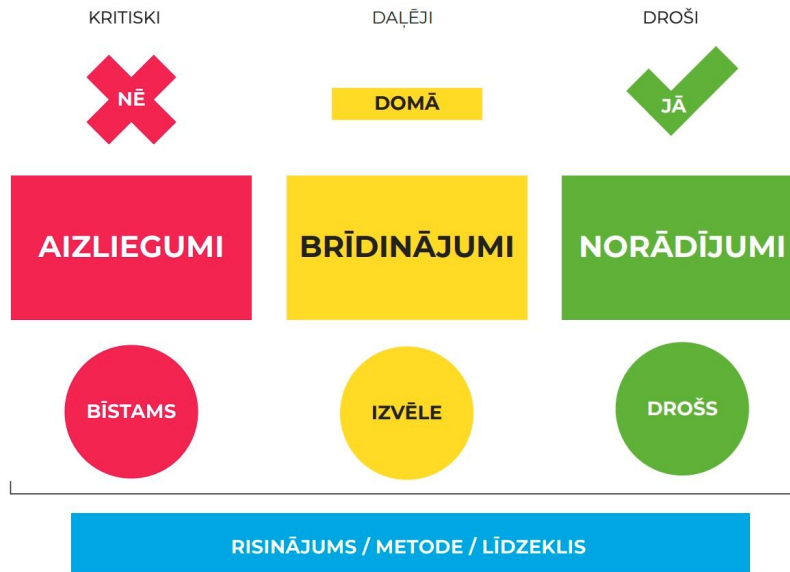 KRITISKI
DAĻĒJI
DROŠI
NĒ
DOMĀ
JĀ
AIZLIEGUMI
BRĪDINĀJUMI
NORĀDĪJUMI
BĪSTAMS
IZVĒLE
DROŠS
RISINĀJUMS / METODE / LĪDZEKLIS